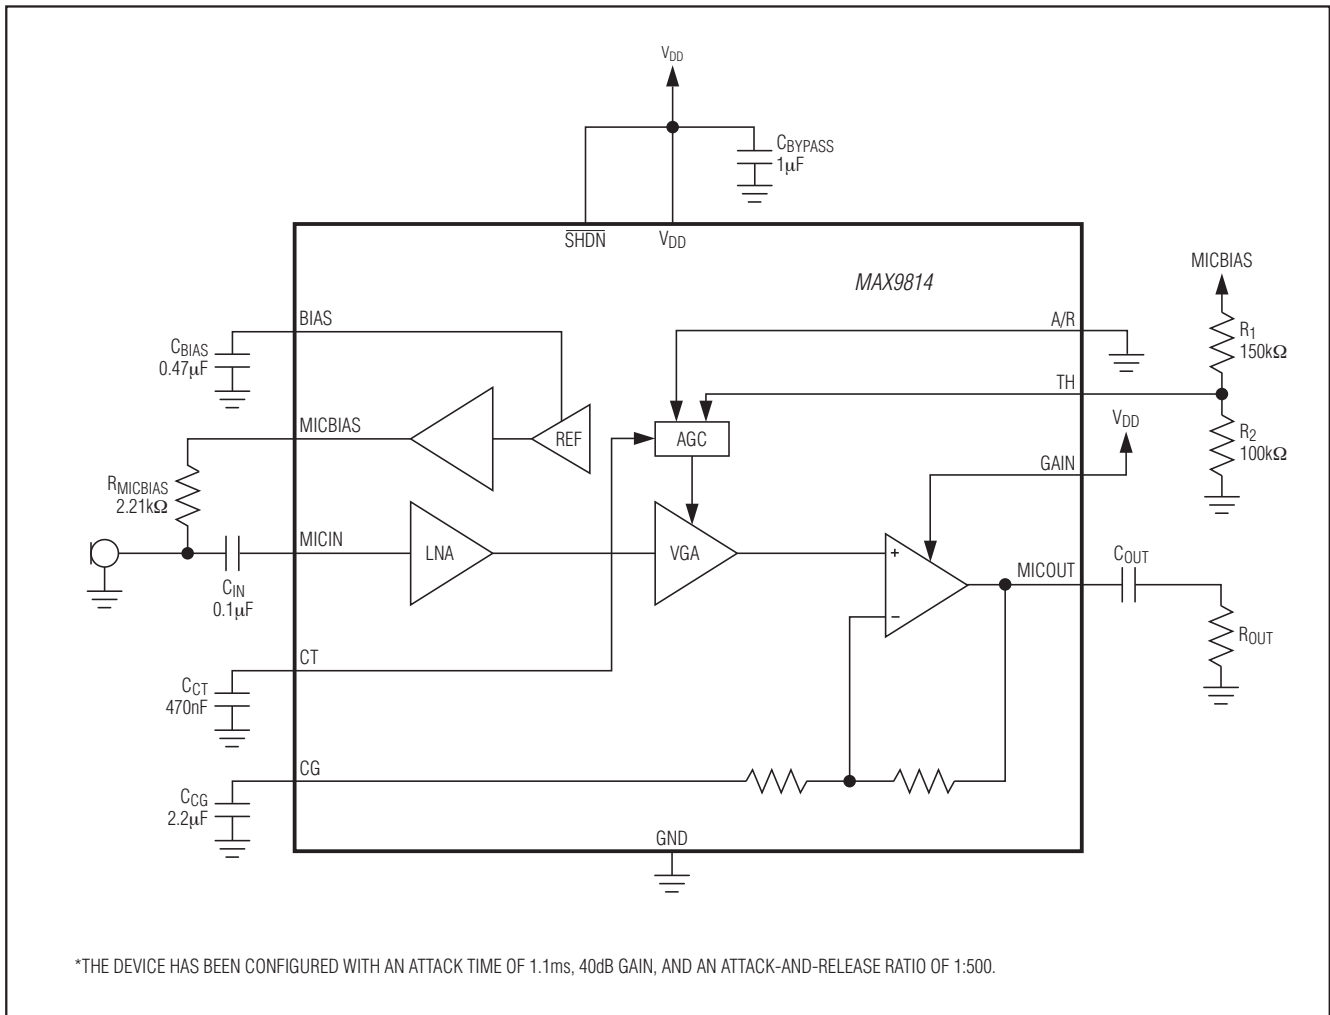 VDD
CBYPASS
1µF
SHDN
VDD
MAX9814
MICBIAS
BIAS
A/R
R1
150kΩ
CBIAS
0.47µF
TH
MICBIAS
REF
AGC
VDD
R2
100kΩ
GAIN
RMICBIAS
2.21kΩ
MICIN
LNA
VGA
+
−
MICOUT
COUT
CIN
0.1µF
ROUT
CT
CCT
470nF
CG
CCG
2.2µF
GND
*THE DEVICE HAS BEEN CONFIGURED WITH AN ATTACK TIME OF 1.1ms, 40dB GAIN, AND AN ATTACK-AND-RELEASE RATIO OF 1:500.